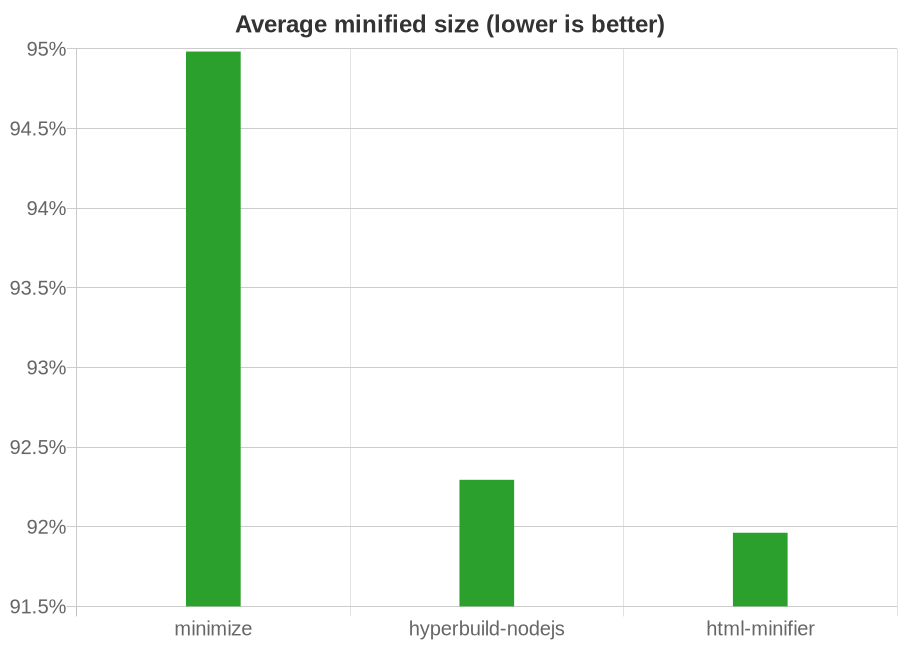 Average minified size (lower is better)
95%
94.5%
94%
93.5%
93%
92.5%
92%
91.5%
minimize
hyperbuild-nodejs
html-minifier